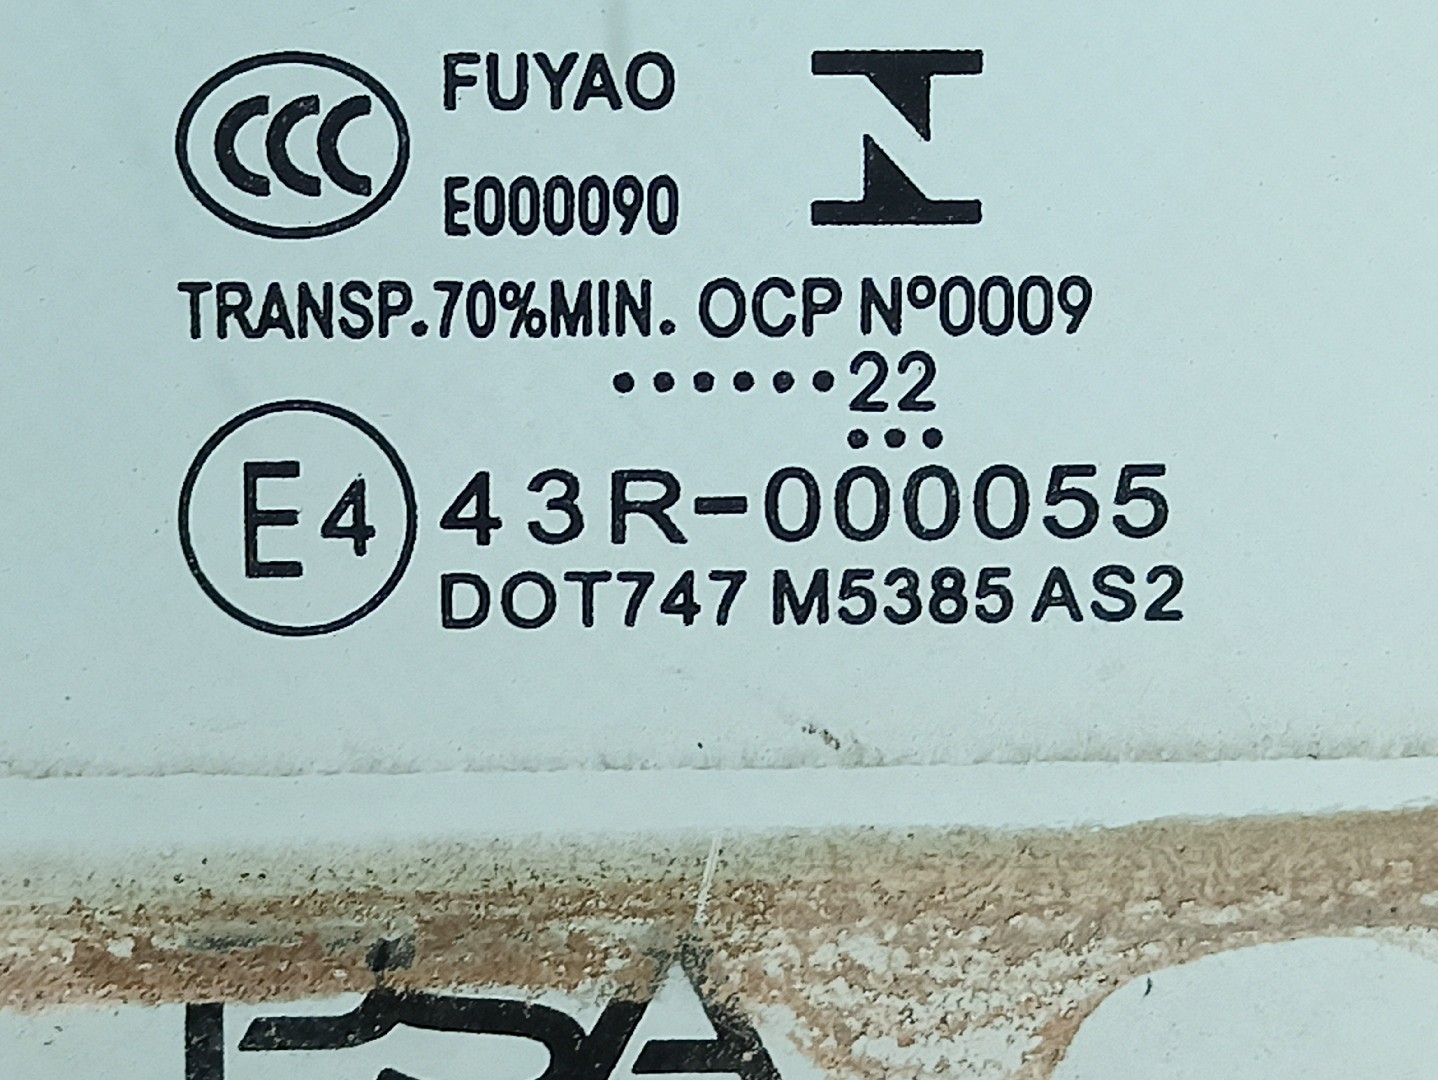 CCC FUYAO
E000090
TRANSP.70%MIN. OCP Nº0009
••••••22
•••
E4 43R-000055
DOT747 M5385 AS2